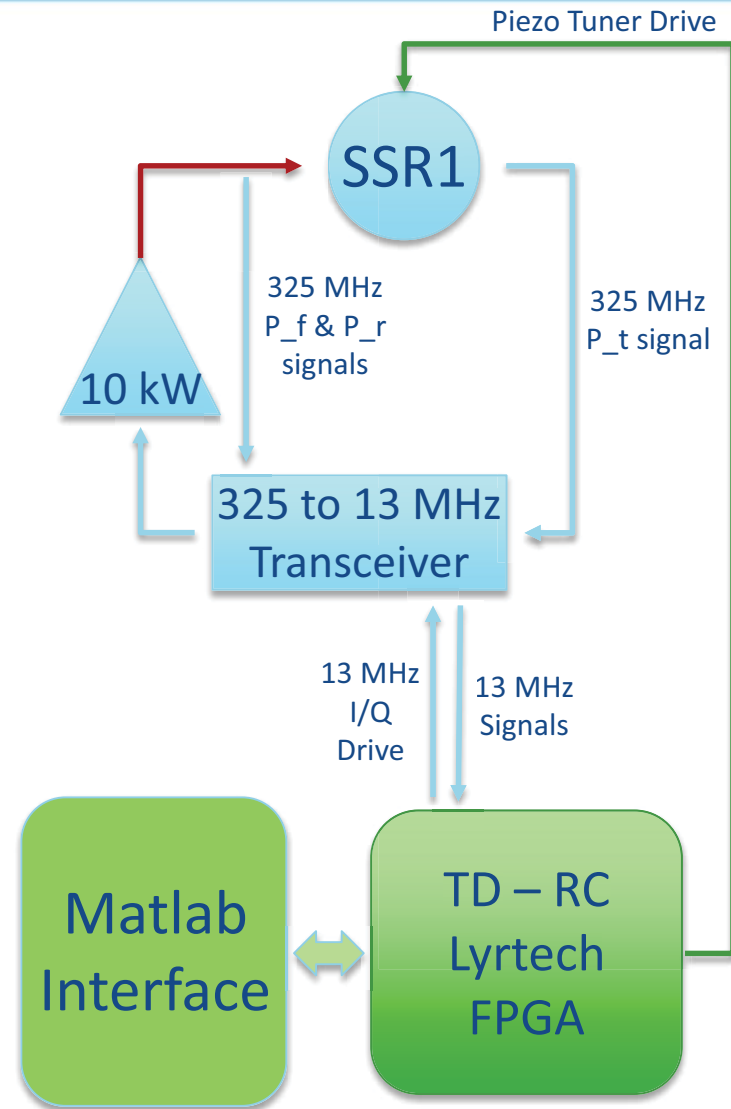 Piezo Tuner Drive
SSR1
325 MHz
P_f & P_r
signals
325 MHz
P_t signal
10 kW
325 to 13 MHz
Transceiver
13 MHz
I/Q
Drive
13 MHz
Signals
Matlab
Interface
TD – RC
Lyrtech
FPGA